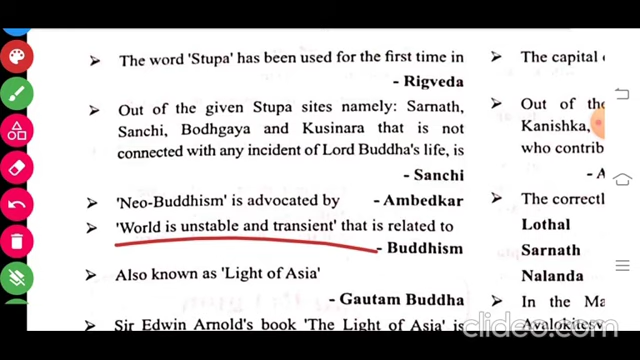 ➤ The word 'Stupa' has been used for the first time in
- Rigveda
➤ Out of the given Stupa sites namely: Sarnath,
Sanchi, Bodhgaya and Kusinara that is not
connected with any incident of Lord Buddha's life, is
- Sanchi
➤ 'Neo-Buddhism' is advocated by - Ambedkar
➤ 'World is unstable and transient' that is related to
- Buddhism
➤ Also known as 'Light of Asia'
- Gautam Buddha
➤ Sir Edwin Arnold's book 'The Light of Asia' is
➤ The capital
➤ Out of the
Kanishka,
who contrib
- A
➤ The correctl
Lothal
Sarnath
Nalanda
➤ In the Ma
Avalokitesv
clideo.com